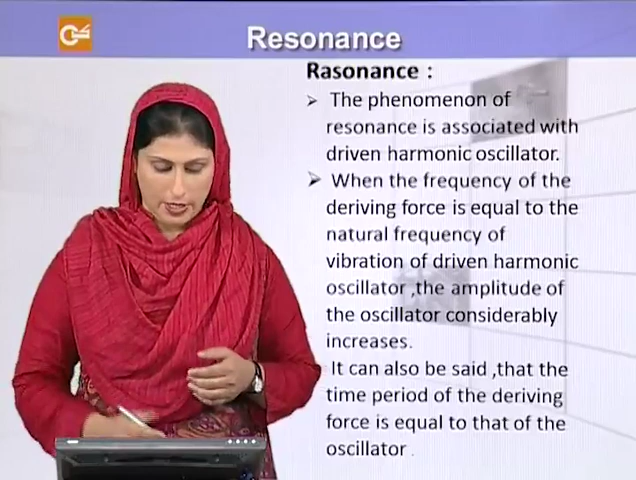 Resonance
Rasonance :
➢ The phenomenon of
resonance is associated with
driven harmonic oscillator.
➢ When the frequency of the
deriving force is equal to the
natural frequency of
vibration of driven harmonic
oscillator ,the amplitude of
the oscillator considerably
increases.
It can also be said ,that the
time period of the deriving
force is equal to that of the
oscillator .